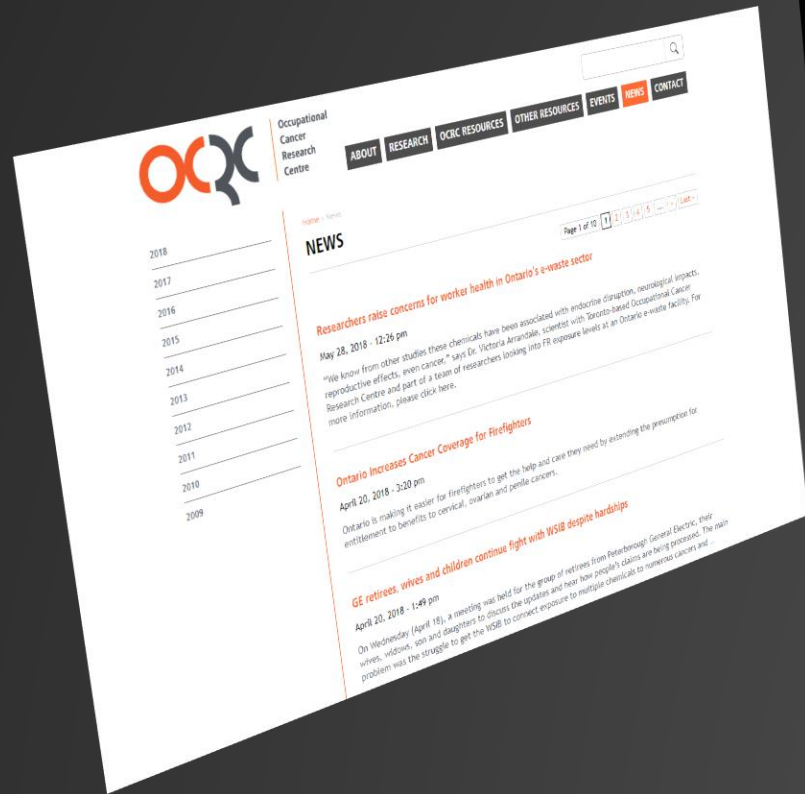 OCRC
Occupational
Cancer
Research
Centre
ABOUT RESEARCH OCRC RESOURCES OTHER RESOURCES EVENTS NEWS CONTACT
2018
2017
2016
2015
2014
2013
2012
2011
2010
2009
Home » News
NEWS
Page 1 of 12 1 2 3 4 5 ... » Last »
Researchers raise concerns for worker health in Ontario's e-waste sector
May 28, 2018 - 12:26 pm
"We know from other studies these chemicals have been associated with endocrine disruption, neurological impacts,
reproductive effects, even cancer," says Dr. Victoria Arrandale, scientist with Toronto-based Occupational Cancer
Research Centre and part of a team of researchers looking into FR exposure levels at an Ontario e-waste facility. For
more information, please click here.
Ontario Increases Cancer Coverage for Firefighters
April 20, 2018 - 3:20 pm
Ontario is making it easier for firefighters to get the help and care they need by extending the presumption for
entitlement to benefits to cervical, ovarian and penile cancers.
GE retirees, wives and children continue fight with WSIB despite hardships
April 20, 2018 - 1:49 pm
On Wednesday (April 18), a meeting was held for the group of retirees from Peterborough General Electric, their
wives, widows, son and daughters to discuss the updates and hear how people's claims are being processed. The main
problem was the struggle to get the WSIB to connect exposure to multiple chemicals to numerous cancers and ...